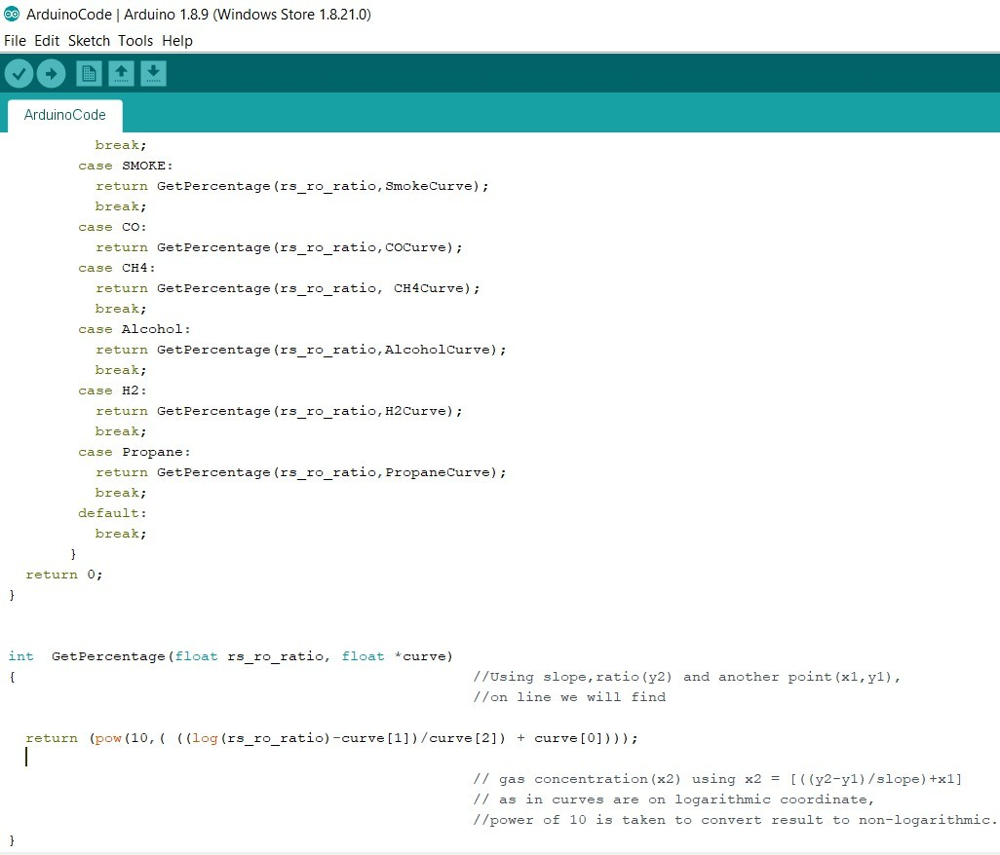 ArduinoCode | Arduino 1.8.9 (Windows Store 1.8.21.0)
File Edit Sketch Tools Help
ArduinoCode
break;
case SMOKE:
return GetPercentage(rs_ro_ratio,SmokeCurve);
break;
case CO:
return GetPercentage(rs_ro_ratio,COCurve);
case CH4:
return GetPercentage(rs_ro_ratio, CH4Curve);
break;
case Alcohol:
return GetPercentage(rs_ro_ratio,AlcoholCurve);
break;
case H2:
return GetPercentage(rs_ro_ratio,H2Curve);
break;
case Propane:
return GetPercentage(rs_ro_ratio,PropaneCurve);
break;
default:
break;
}
return 0;
}
int  GetPercentage(float rs_ro_ratio, float *curve)
{ //Using slope,ratio(y2) and another point(x1,y1),
//on line we will find
return (pow(10,( ((log(rs_ro_ratio)-curve[1])/curve[2]) + curve[0])));
// gas concentration(x2) using x2 = [((y2-y1)/slope)+x1]
// as in curves are on logarithmic coordinate,
//power of 10 is taken to convert result to non-logarithmic.
}